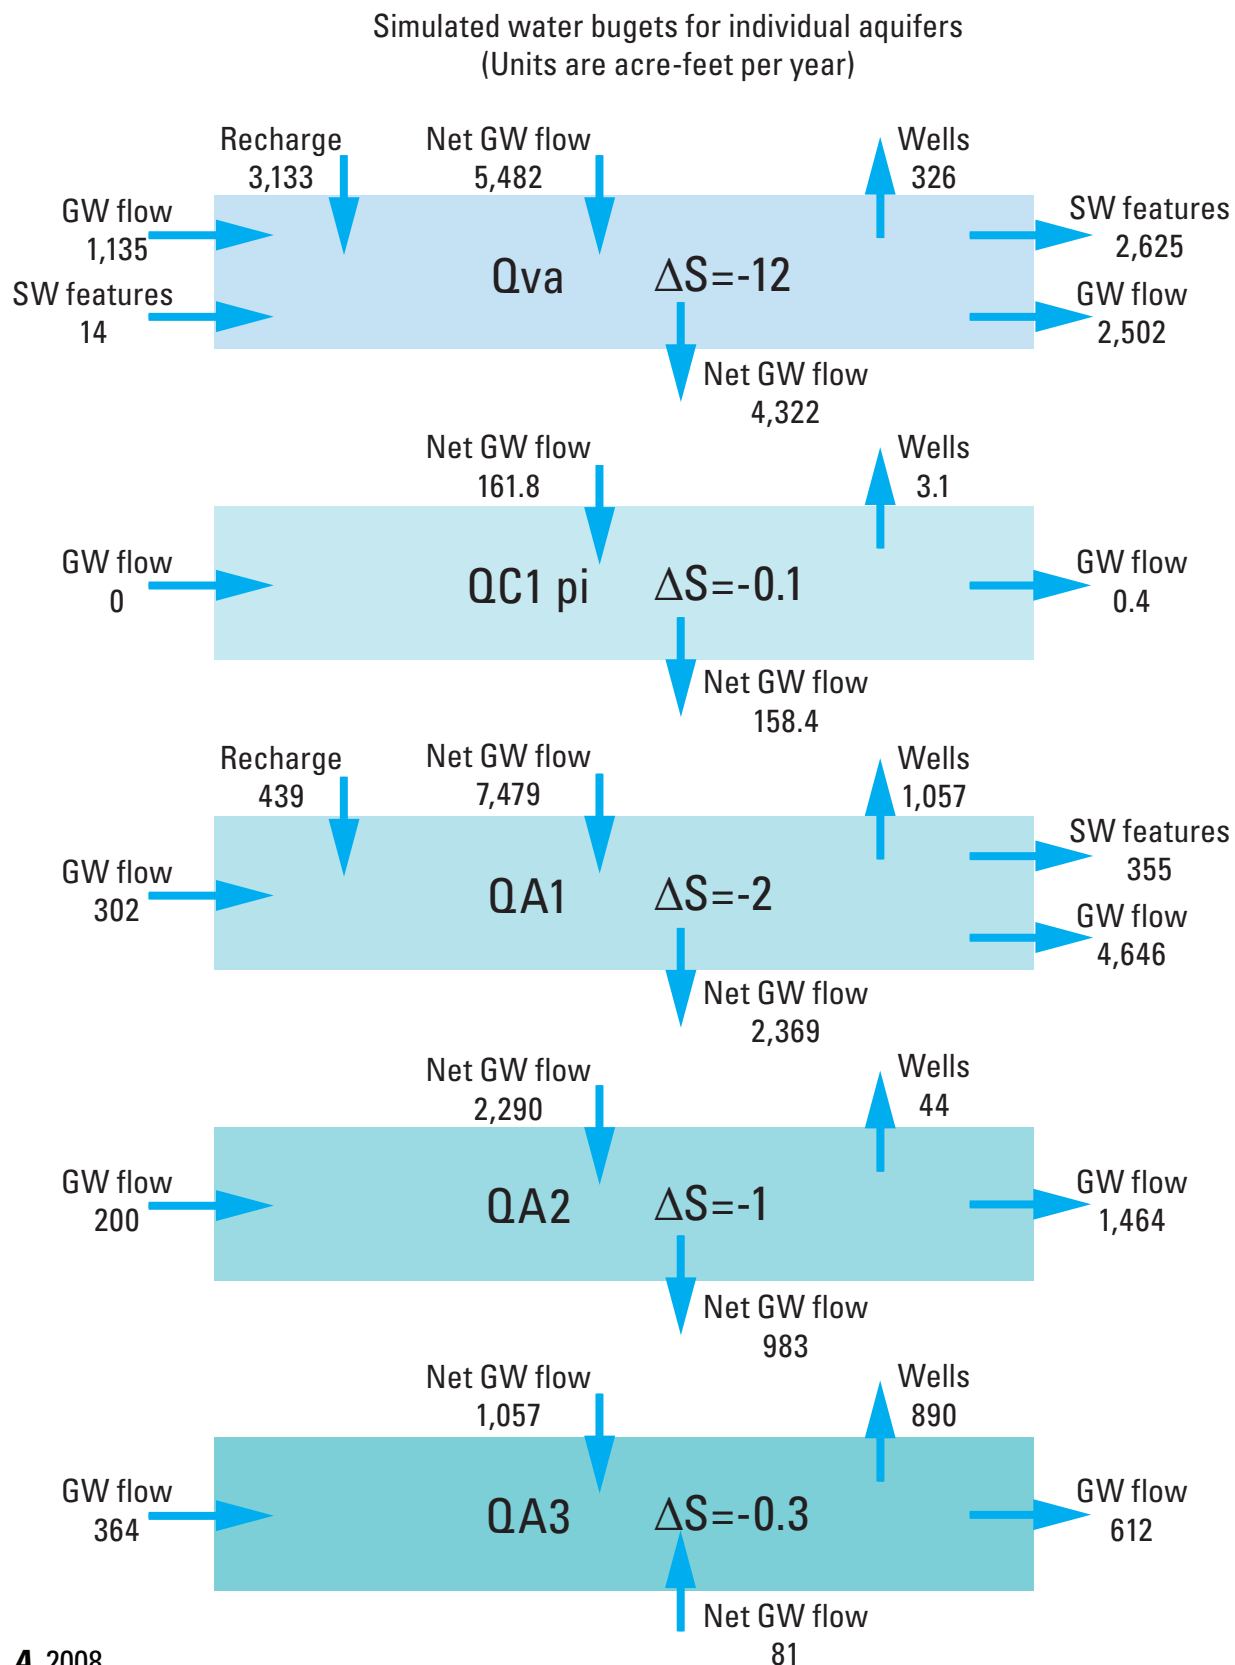 Simulated water bugets for individual aquifers
(Units are acre-feet per year)
Recharge
3,133
Net GW flow
5,482
Wells
326
GW flow
1,135
SW features
14
Qva ΔS=-12
SW features
2,625
GW flow
2,502
Net GW flow
4,322
Net GW flow
161.8
Wells
3.1
GW flow
0
QC1 pi ΔS=-0.1
GW flow
0.4
Net GW flow
158.4
Recharge
439
Net GW flow
7,479
Wells
1,057
GW flow
302
QA1 ΔS=-2
SW features
355
GW flow
4,646
Net GW flow
2,369
Net GW flow
2,290
Wells
44
GW flow
200
QA2 ΔS=-1
GW flow
1,464
Net GW flow
983
Net GW flow
1,057
Wells
890
GW flow
364
QA3 ΔS=-0.3
GW flow
612
Net GW flow
81
4 2008